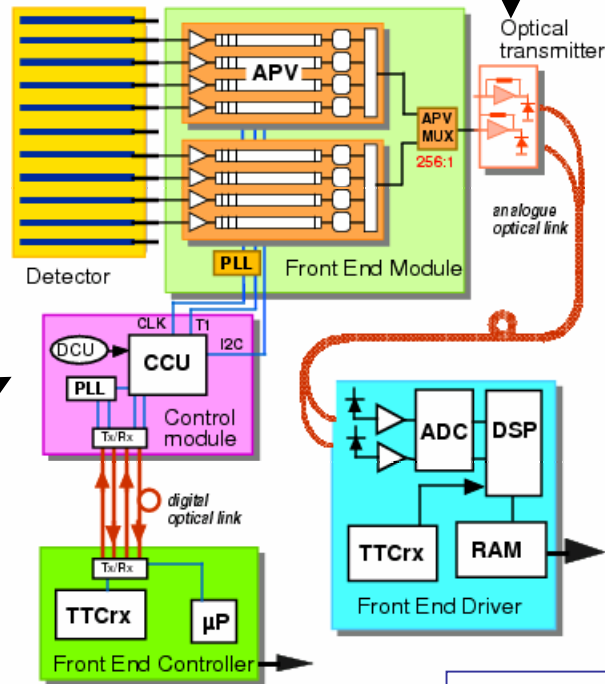 Optical
transmitter
APV
APV
MUX
256:1
analogue
optical link
Detector
PLL
Front End Module
CLK
T1
I2C
DCU
CCU
PLL
Control
module
Tx/Rx
digital
optical link
ADC
DSP
TTCrx
RAM
Front End Driver
Tx/Rx
TTCrx
µP
Front End Controller